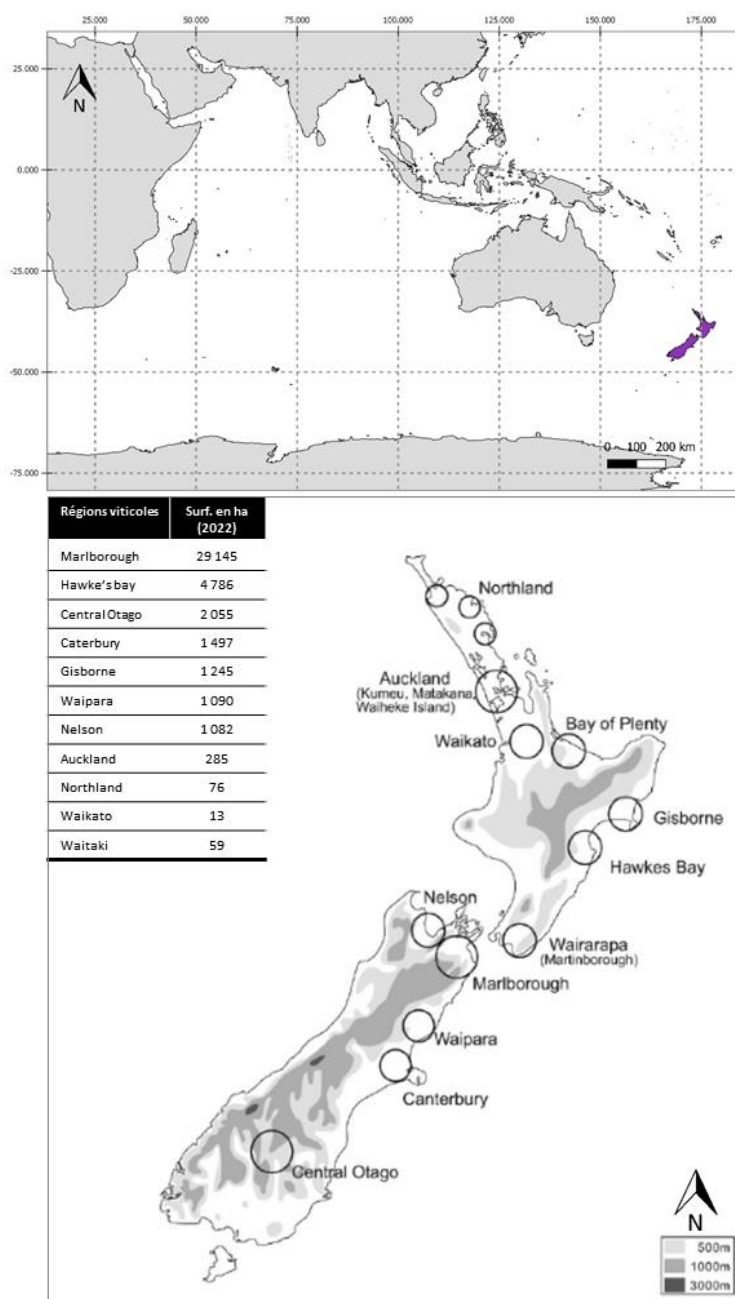 25.000 50.000 75.000 100.000 125.000 150.000 175.000
25.000
0.000
-25.000
-50.000
-75.000
N
0 100 200 km
Régions viticoles Surf. en ha
(2022)
Marlborough 29 145
Hawke's bay 4 786
Central Otago 2 055
Caterbury 1 497
Gisborne 1 245
Waipara 1 090
Nelson 1 082
Auckland 285
Northland 76
Waikato 13
Waitaki 59
Northland
Auckland
(Kumeu, Matakana,
Waiheke Island)
Waikato
Bay of Plenty
Gisborne
Hawkes Bay
Nelson
Wairarapa
(Martinborough)
Marlborough
Waipara
Canterbury
Central Otago
N
500m
1000m
3000m